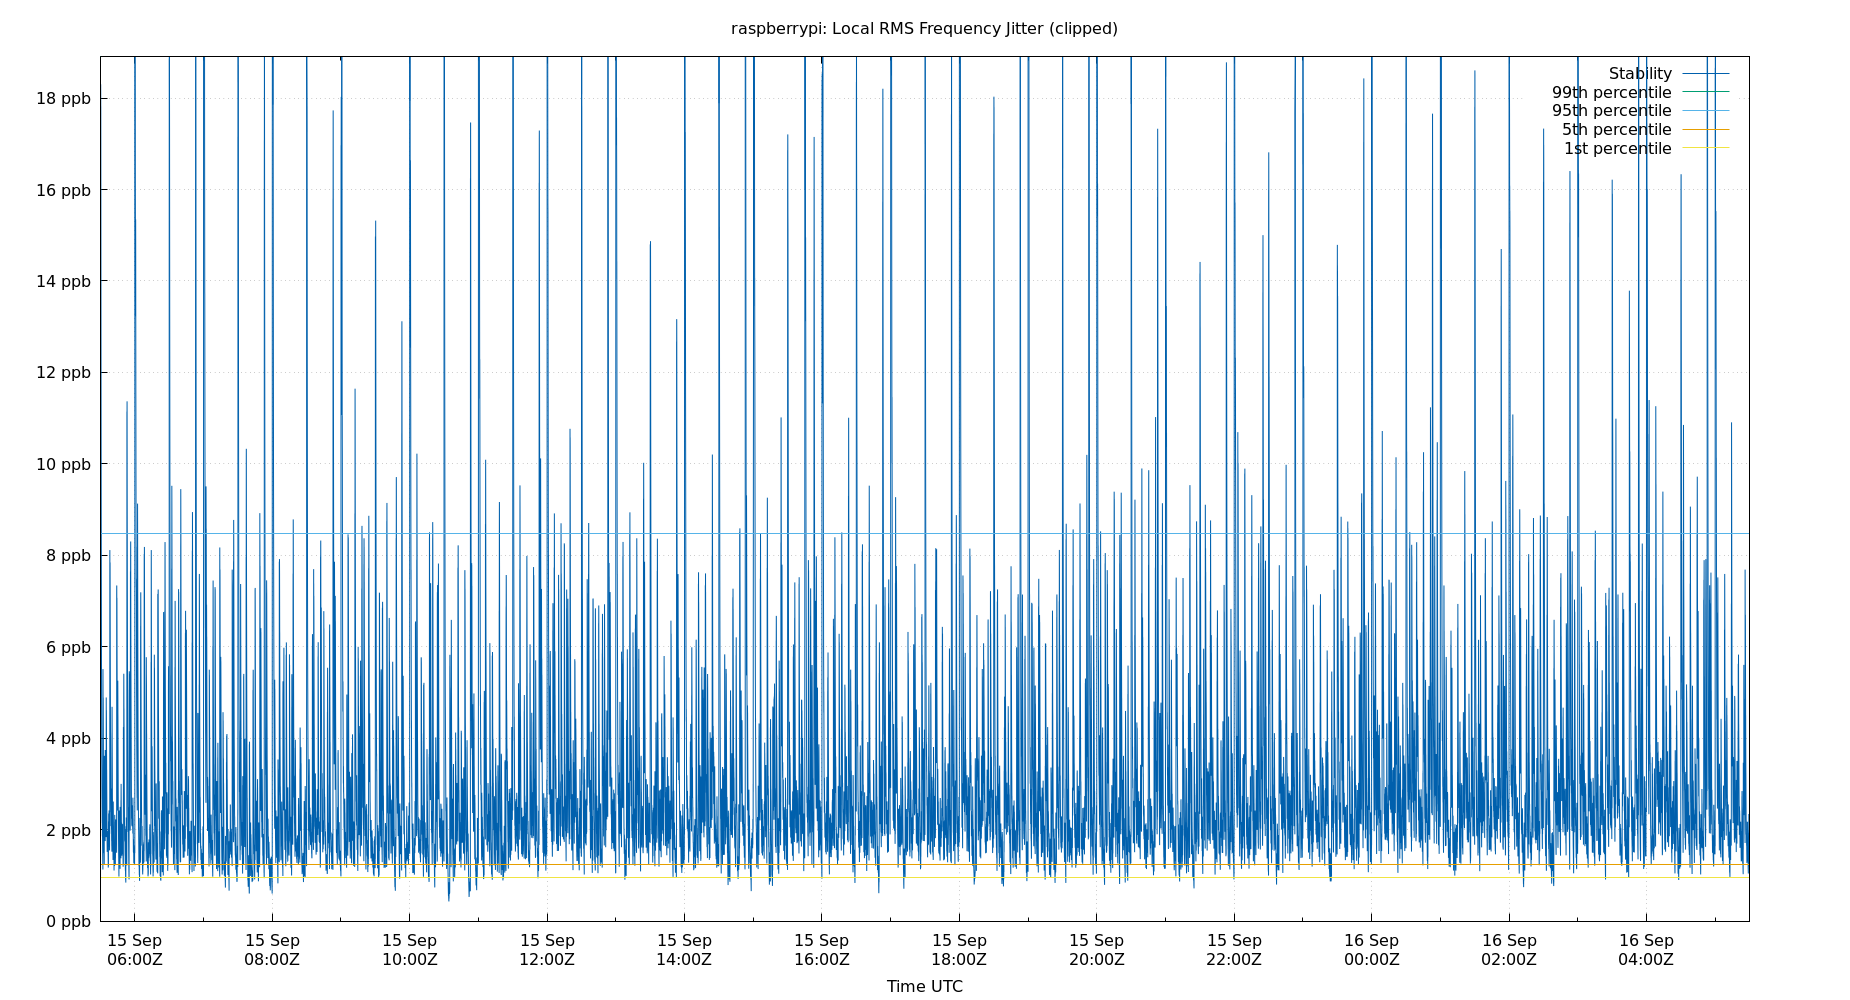 raspberrypi: Local RMS Frequency Jitter (clipped)
Stability
99th percentile
95th percentile
5th percentile
1st percentile
18 ppb
16 ppb
14 ppb
12 ppb
10 ppb
8 ppb
6 ppb
4 ppb
2 ppb
0 ppb
15 Sep 15 Sep 15 Sep 15 Sep 15 Sep 15 Sep 15 Sep 15 Sep 15 Sep 16 Sep 16 Sep 16 Sep
06:00Z 08:00Z 10:00Z 12:00Z 14:00Z 16:00Z 18:00Z 20:00Z 22:00Z 00:00Z 02:00Z 04:00Z
Time UTC